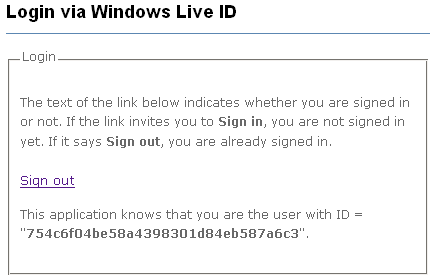 Login via Windows Live ID
Login
The text of the link below indicates whether you are signed in
or not. If the link invites you to Sign in, you are not signed in
yet. If it says Sign out, you are already signed in.
Sign out
This application knows that you are the user with ID =
"754c6f04be58a4398301d84eb587a6c3".